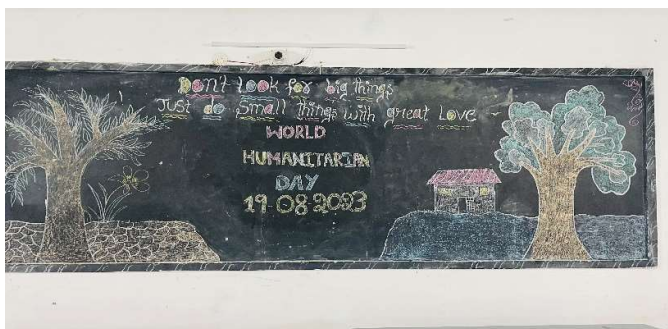 Don't Look for big things
Just do small things with great Love
WORLD
HUMANITARIAN
DAY
19-08-2023